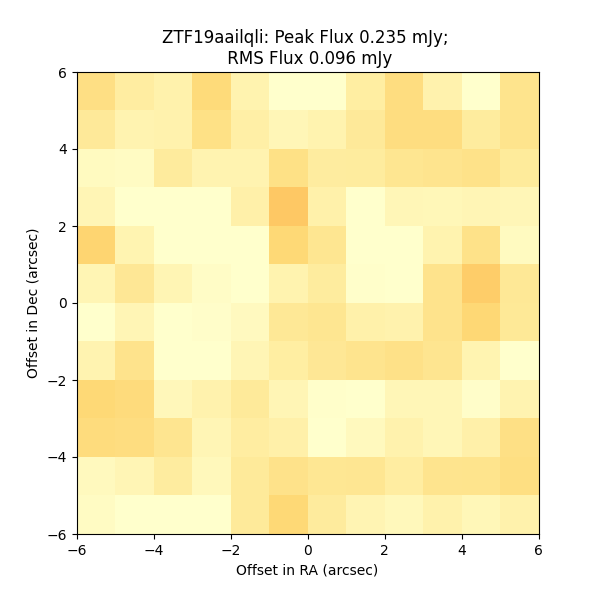 ZTF19aailqli: Peak Flux 0.235 mJy;
RMS Flux 0.096 mJy
6
4
2
0
−2
−4
−6
Offset in Dec (arcsec)
−6 −4 −2 0 2 4 6
Offset in RA (arcsec)